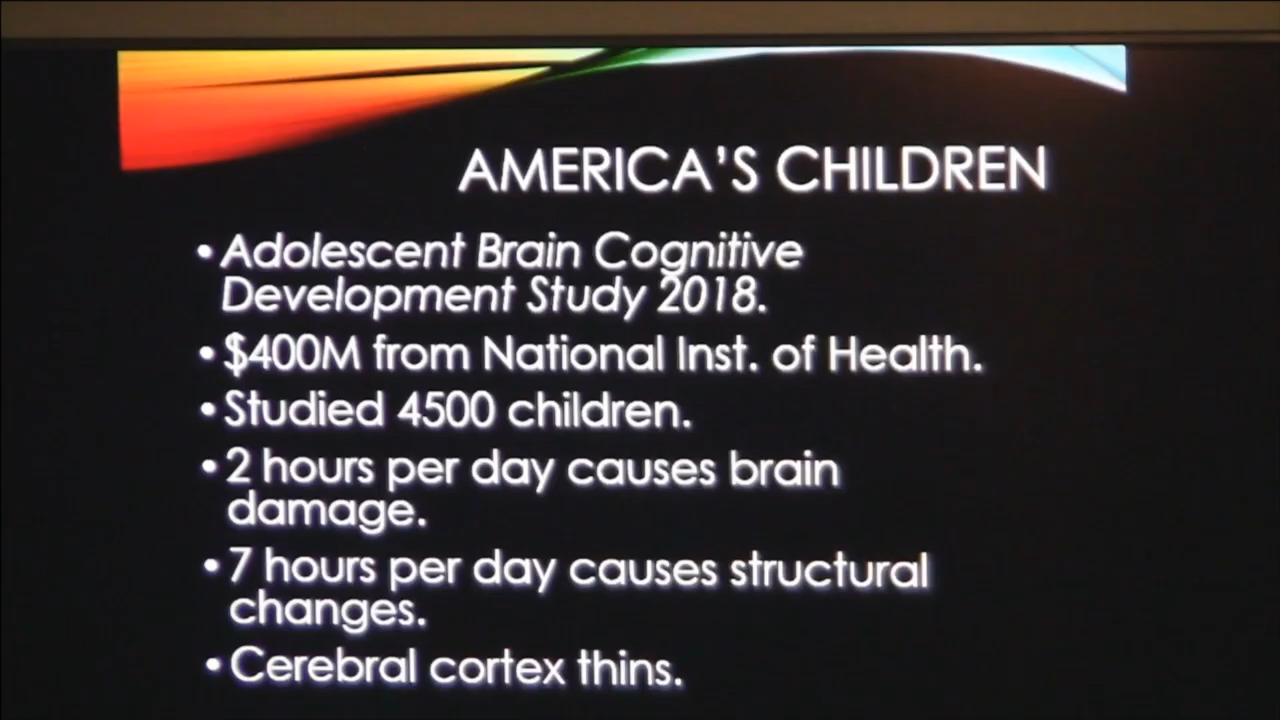 AMERICA'S CHILDREN
• Adolescent Brain Cognitive
Development Study 2018.
• $400M from National Inst. of Health.
• Studied 4500 children.
• 2 hours per day causes brain
damage.
• 7 hours per day causes structural
changes.
• Cerebral cortex thins.